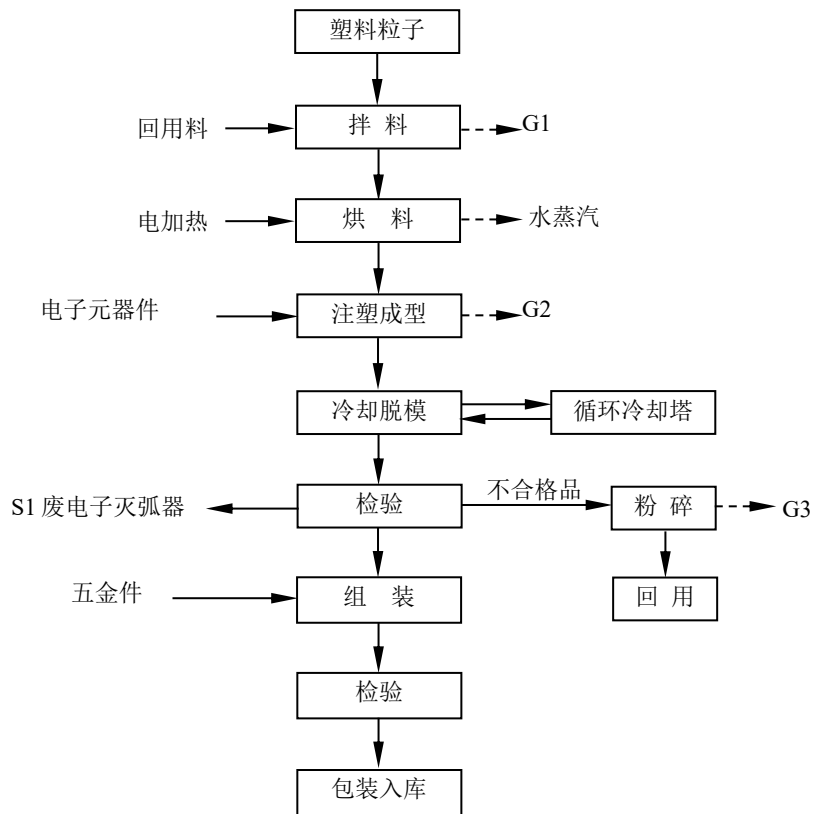 塑料粒子
回用料
拌 料
G1
电加热
烘 料
水蒸汽
电子元器件
注塑成型
G2
冷却脱模
循环冷却塔
S1 废电子灭弧器
检验
不合格品
粉 碎
G3
五金件
组 装
回 用
检验
包装入库